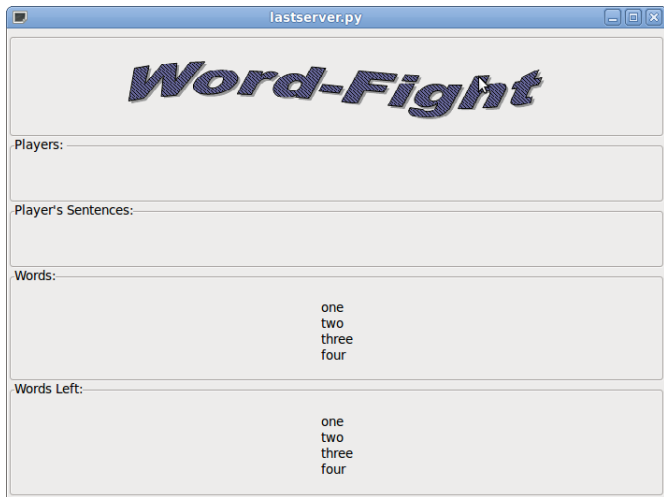 lastserver.py
Word-Fight
Players:
Player's Sentences:
Words:
one
two
three
four
Words Left:
one
two
three
four